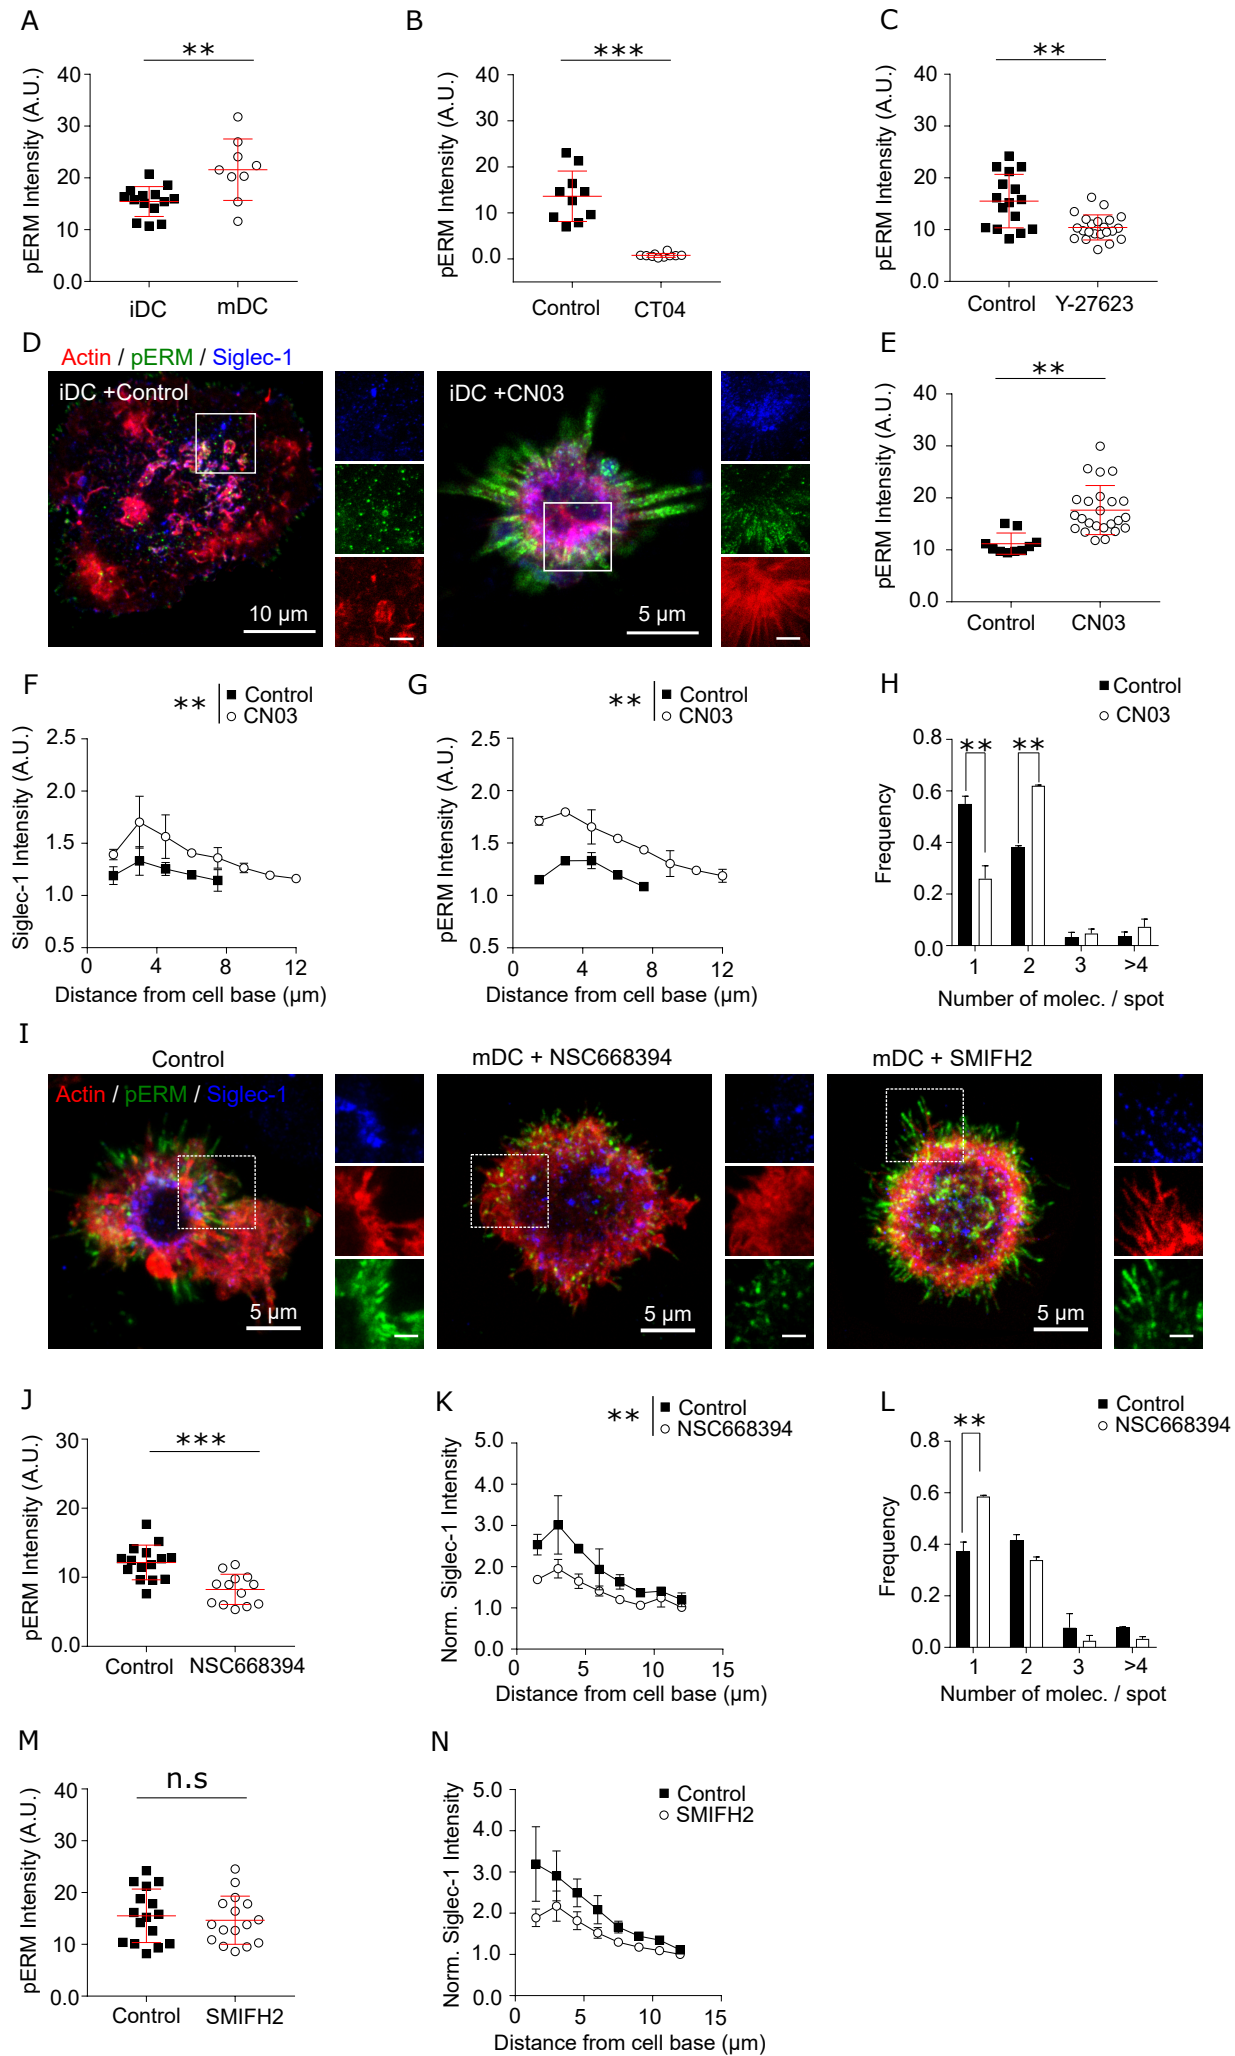 A
**
pERM Intensity (A.U.)
40
30
20
10
0.0
iDC
mDC
B
***
pERM Intensity (A.U.)
40
30
20
10
0.0
Control
CT04
C
**
pERM Intensity (A.U.)
40
30
20
10
0.0
Control
Y-27623
D
Actin / pERM / Siglec-1
iDC +Control
10 µm
iDC +CN03
5 µm
E
**
pERM Intensity (A.U.)
40
30
20
10
0.0
Control
CN03
F
**
Control
CN03
Siglec-1 Intensity (A.U.)
2.5
2.0
1.5
1.0
0.5
0 4 8 12
Distance from cell base (µm)
G
**
Control
CN03
pERM Intensity (A.U.)
2.5
2.0
1.5
1.0
0.5
0 4 8 12
Distance from cell base (µm)
H
Control
CN03
** **
Frequency
0.8
0.6
0.4
0.2
0.0
1 2 3 >4
Number of molec. / spot
I
Control
Actin / pERM / Siglec-1
5 µm
mDC + NSC668394
5 µm
mDC + SMIFH2
5 µm
J
***
pERM Intensity (A.U.)
30
20
10
0.0
Control
NSC668394
K
**
Control
NSC668394
Norm. Siglec-1 Intensity
5.0
4.0
3.0
2.0
1.0
0.0
0 5 10 15
Distance from cell base (µm)
L
Control
NSC668394
**
Frequency
0.8
0.6
0.4
0.2
0.0
1 2 3 >4
Number of molec. / spot
M
n.s
pERM Intensity (A.U.)
40
30
20
10
0.0
Control
SMIFH2
N
Control
SMIFH2
Norm. Siglec-1 Intensity
5.0
4.0
3.0
2.0
1.0
0.0
0 5 10 15
Distance from cell base (µm)